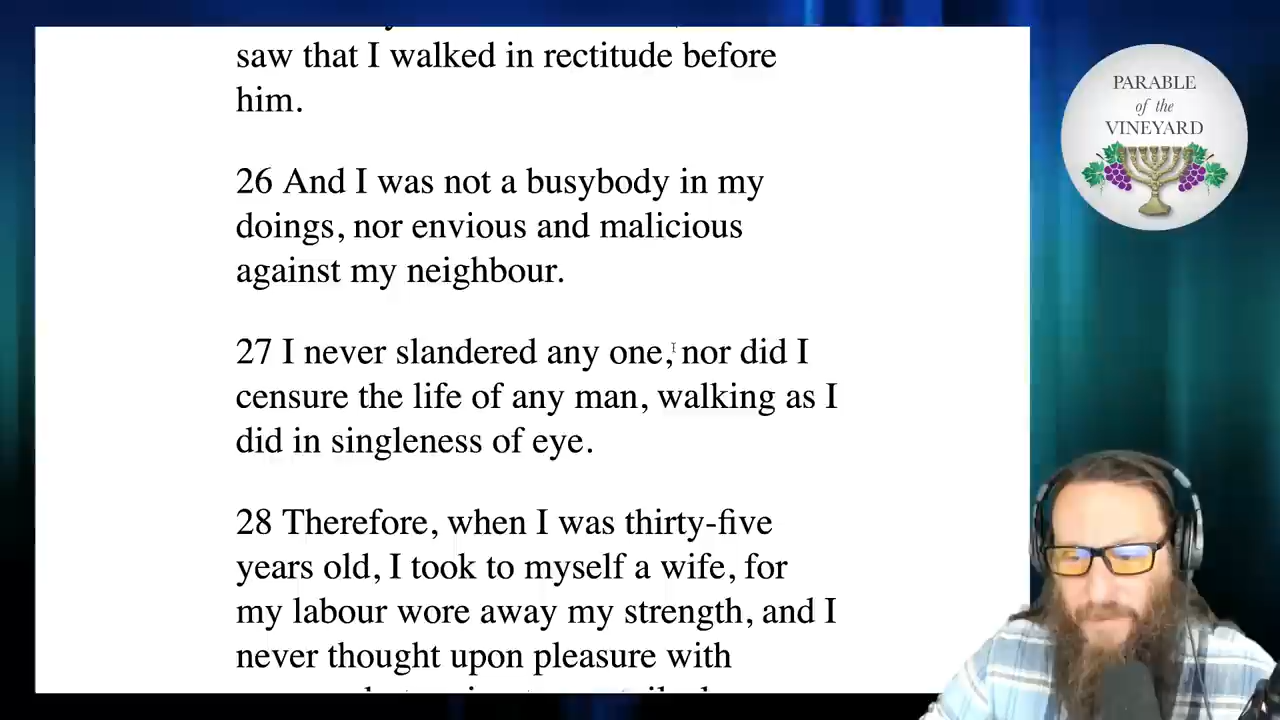 saw that I walked in rectitude before
him.
26 And I was not a busybody in my
doings, nor envious and malicious
against my neighbour.
27 I never slandered any one, nor did I
censure the life of any man, walking as I
did in singleness of eye.
28 Therefore, when I was thirty-five
years old, I took to myself a wife, for
my labour wore away my strength, and I
never thought upon pleasure with
PARABLE
of the
VINEYARD